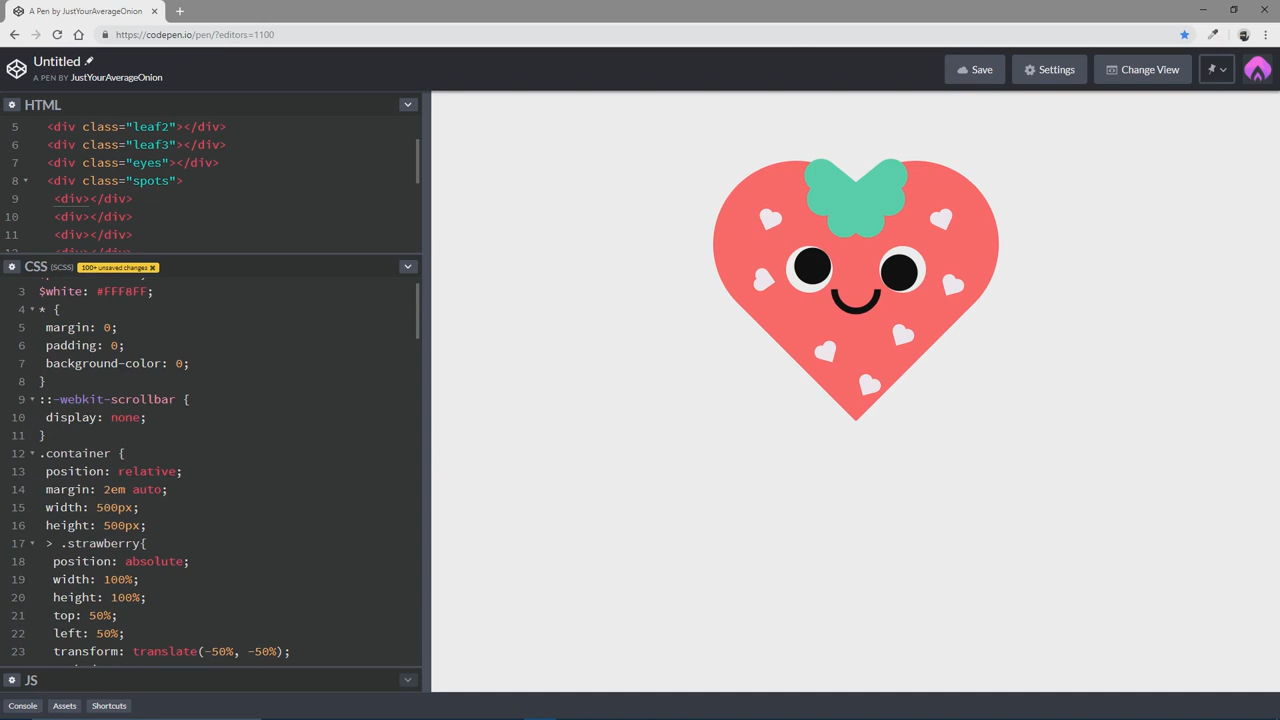 A Pen by JustYourAverageOnion
https://codepen.io/pen/?editors=1100
Untitled
A PEN BY JustYourAverageOnion
Save
Settings
Change View
HTML
5 <div class="leaf2"></div>
6 <div class="leaf3"></div>
7 <div class="eyes"></div>
8 <div class="spots">
9 <div></div>
10 <div></div>
11 <div></div>
CSS (SCSS) 100+ unsaved changes
3 $white: #FFF8FF;
4 * {
5 margin: 0;
6 padding: 0;
7 background-color: 0;
8 }
9 ::-webkit-scrollbar {
10 display: none;
11 }
12 .container {
13 position: relative;
14 margin: 2em auto;
15 width: 500px;
16 height: 500px;
17 > .strawberry{
18 position: absolute;
19 width: 100%;
20 height: 100%;
21 top: 50%;
22 left: 50%;
23 transform: translate(-50%, -50%);
JS
Console
Assets
Shortcuts